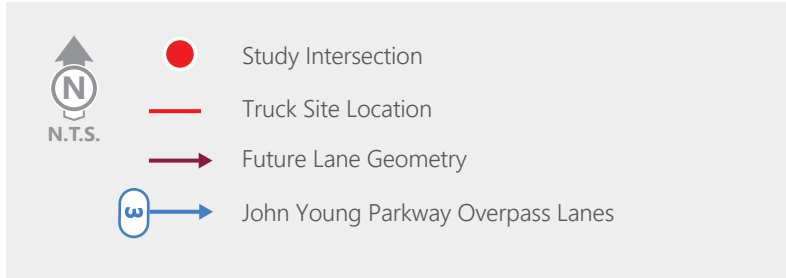 N
N.T.S.
Study Intersection
Truck Site Location
Future Lane Geometry
3
John Young Parkway Overpass Lanes